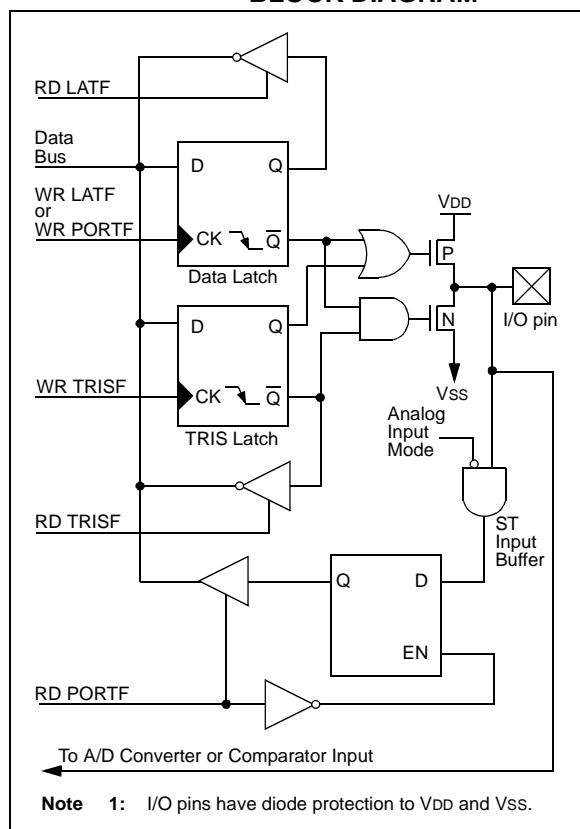 BLOCK DIAGRAM
RD LATF
Data
Bus
D
Q
WR LATF
or
WR PORTF
CK
Q̅
Data Latch
VDD
P
I/O pin
N
VSS
D
Q
WR TRISF
CK
Q̅
TRIS Latch
Analog
Input
Mode
RD TRISF
ST
Input
Buffer
Q
D
EN
RD PORTF
To A/D Converter or Comparator Input
Note 1: I/O pins have diode protection to VDD and VSS.